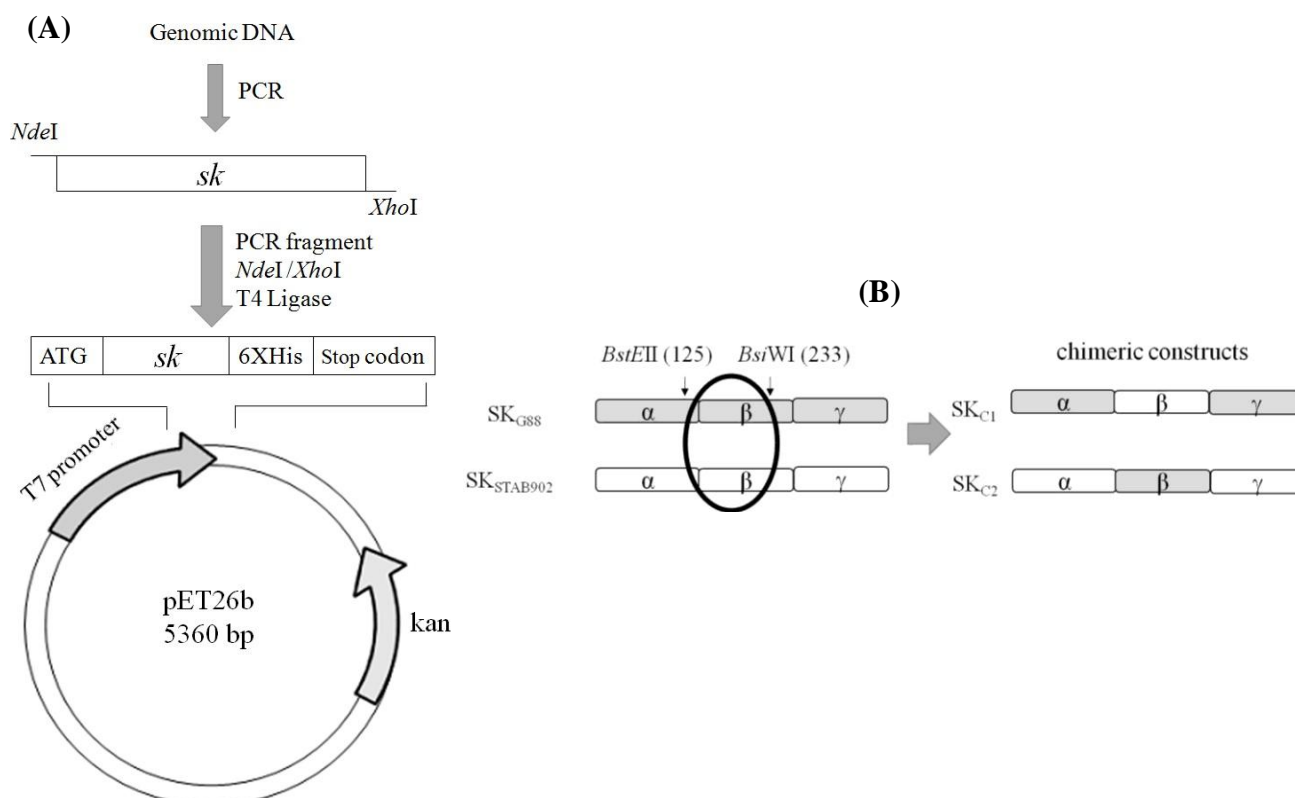 (A)
Genomic DNA
PCR
NdeI
sk
XhoI
PCR fragment
NdeI/XhoI
T4 Ligase
ATG sk 6XHis Stop codon
T7 promoter
pET26b
5360 bp
kan
(B)
BstEII (125) BsiWI (233)
SKG88 α β γ
SKSTAB902 α β γ
chimeric constructs
SKC1 α β γ
SKC2 α β γ